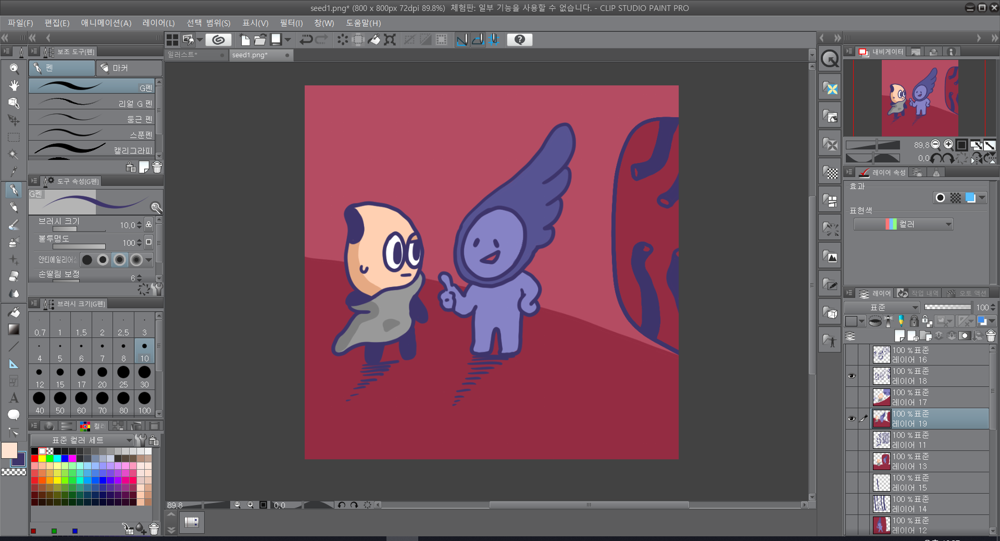 seed1.png* (800 x 800px 72dpi 89.8%) 체험판: 일부 기능을 사용할 수 없습니다. - CLIP STUDIO PAINT PRO
파일(F) 편집(E) 애니메이션(A) 레이어(L) 선택 범위(S) 표시(V) 필터(I) 창(W) 도움말(H)
일러스트* seed1.png*
보조 도구[펜]
펜 마커
G펜
리얼 G 펜
둥근 펜
스푼펜
캘리그라피
도구 속성[G펜]
G펜
브러시 크기 10.0
불투명도 100
안티에일리어싱
손떨림 보정 6
브러시 크기[G펜]
0.7 1 1.5 2 2.5 3
4 5 6 7 8 10
12 15 17 20 25 30
40 50 60 70 80 100
컬러
표준 컬러 세트
89.8 0.0
내비게이터
89.8
0.0
레이어 속성
효과
표현색
컬러
레이어 작업 내역 오토 액션
표준 100
100 %표준
레이어 16
100 %표준
레이어 18
100 %표준
레이어 17
100 %표준
레이어 19
100 %표준
레이어 11
100 %표준
레이어 13
100 %표준
레이어 15
100 %표준
레이어 14
100 %표준
레이어 12